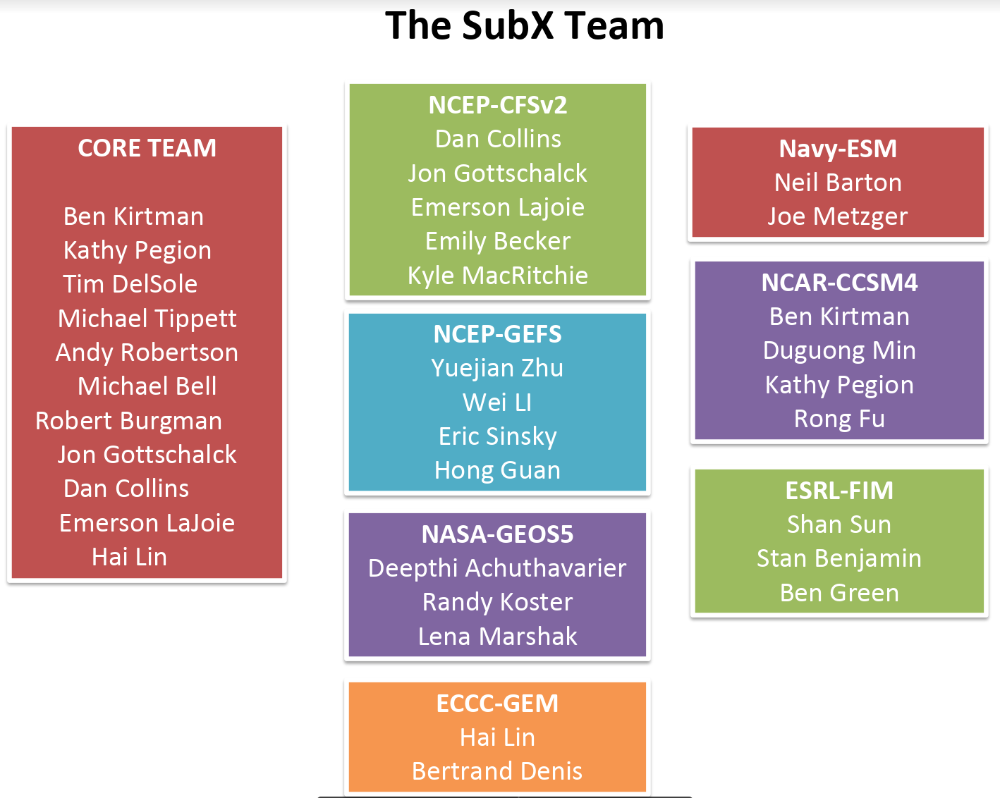 The SubX Team
CORE TEAM
Ben Kirtman
Kathy Pegion
Tim DelSole
Michael Tippett
Andy Robertson
Michael Bell
Robert Burgman
Jon Gottschalck
Dan Collins
Emerson LaJoie
Hai Lin
NCEP-CFSv2
Dan Collins
Jon Gottschalck
Emerson Lajoie
Emily Becker
Kyle MacRitchie
NCEP-GEFS
Yuejian Zhu
Wei LI
Eric Sinsky
Hong Guan
NASA-GEOS5
Deepthi Achuthavarier
Randy Koster
Lena Marshak
ECCC-GEM
Hai Lin
Bertrand Denis
Navy-ESM
Neil Barton
Joe Metzger
NCAR-CCSM4
Ben Kirtman
Duguong Min
Kathy Pegion
Rong Fu
ESRL-FIM
Shan Sun
Stan Benjamin
Ben Green